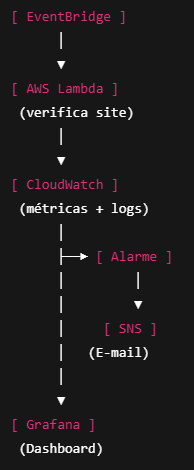 [ EventBridge ]
[ AWS Lambda ]
(verifica site)
[ CloudWatch ]
(métricas + logs)
[ Alarme ]
[ SNS ]
(E-mail)
[ Grafana ]
(Dashboard)